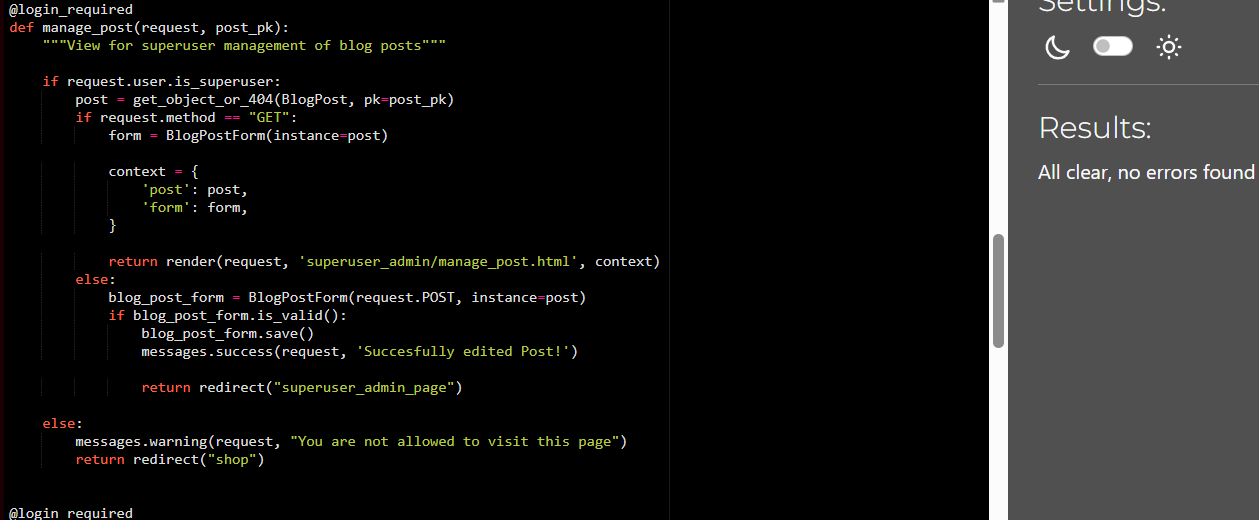 @login_required
def manage_post(request, post_pk):
    """View for superuser management of blog posts"""
    if request.user.is_superuser:
        post = get_object_or_404(BlogPost, pk=post_pk)
        if request.method == "GET":
            form = BlogPostForm(instance=post)
            context = {
                'post': post,
                'form': form,
            }
            return render(request, 'superuser_admin/manage_post.html', context)
        else:
            blog_post_form = BlogPostForm(request.POST, instance=post)
            if blog_post_form.is_valid():
                blog_post_form.save()
                messages.success(request, 'Succesfully edited Post!')
                return redirect("superuser_admin_page")
    else:
        messages.warning(request, "You are not allowed to visit this page")
        return redirect("shop")
@login_required
Settings:
Results:
All clear, no errors found